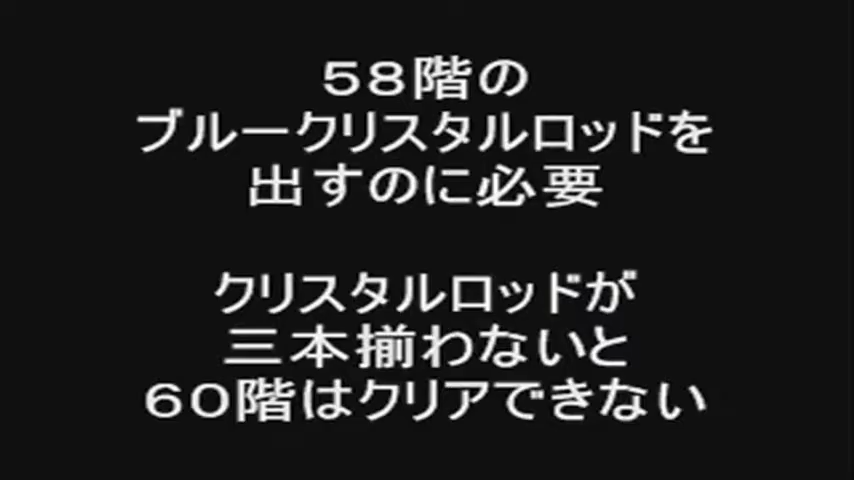 ５８階の
ブルークリスタルロッドを
出すのに必要
クリスタルロッドが
三本揃わないと
６０階はクリアできない